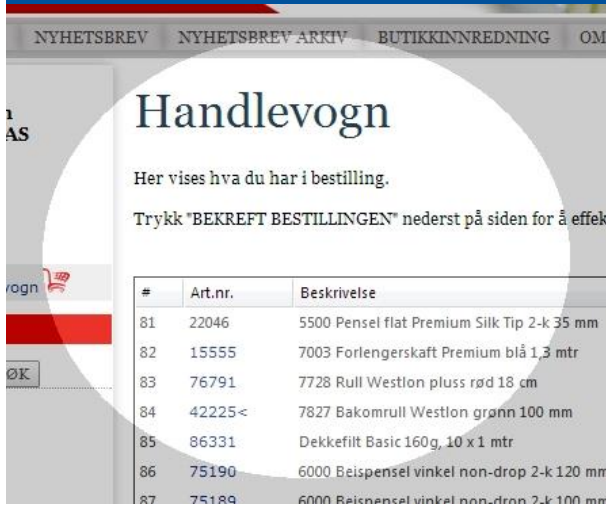 NYHETSBREV NYHETSBREV ARKIV BUTIKKINNREDNING OM
AS
Handlevogn
Her vises hva du har i bestilling.
Trykk "BEKREFT BESTILLINGEN" nederst på siden for å effek
vogn
ØK
# Art.nr. Beskrivelse
81 22046 5500 Pensel flat Premium Silk Tip 2-k 35 mm
82 15555 7003 Forlengerskaft Premium blå 1,3 mtr
83 76791 7728 Rull Westlon pluss rød 18 cm
84 42225< 7827 Bakomrull Westlon grønn 100 mm
85 86331 Dekkefilt Basic 160g, 10 x 1 mtr
86 75190 6000 Beispensel vinkel non-drop 2-k 120 mm
87 75189 6000 Beispensel vinkel non-drop 2-k 100 mm